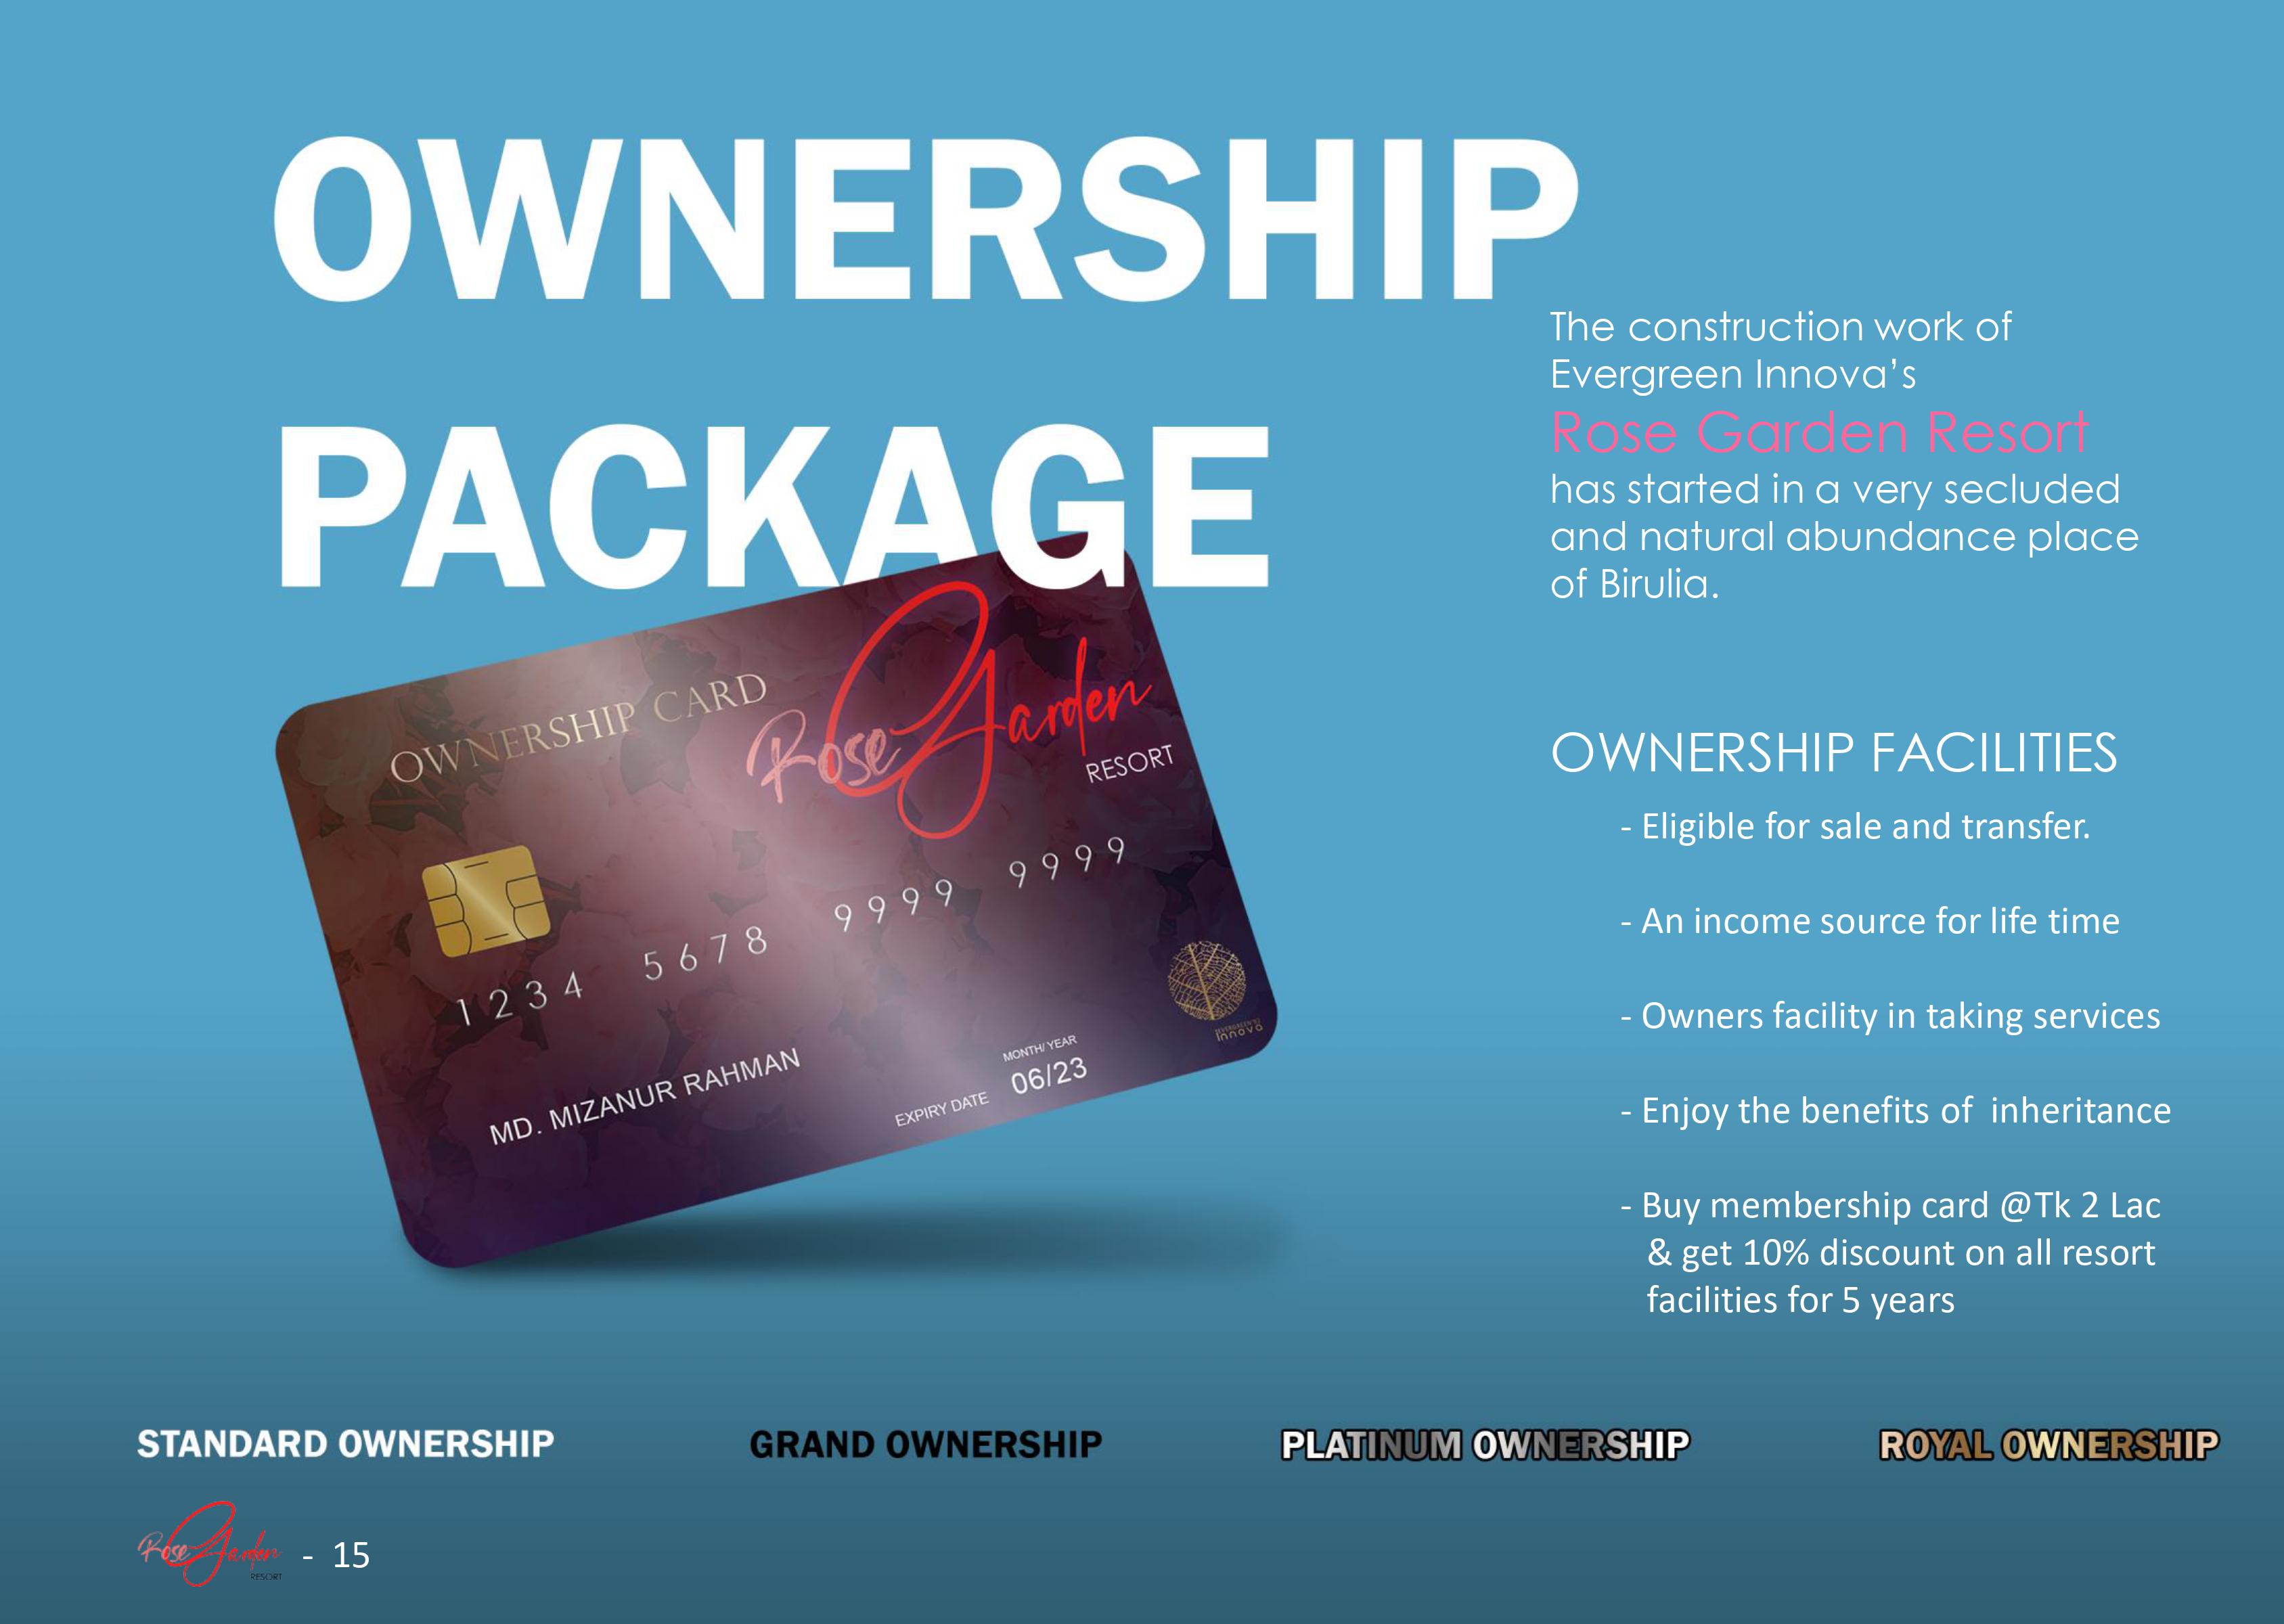 OWNERSHIP
PACKAGE
The construction work of
Evergreen Innova’s
Rose Garden Resort
has started in a very secluded
and natural abundance place
of Birulia.
OWNERSHIP CARD
Rose Garden
RESORT
1234 5678 9999 9999
MD. MIZANUR RAHMAN
EXPIRY DATE
MONTH/ YEAR
06/23
innova
OWNERSHIP FACILITIES
- Eligible for sale and transfer.
- An income source for life time
- Owners facility in taking services
- Enjoy the benefits of  inheritance
- Buy membership card @Tk 2 Lac
& get 10% discount on all resort
facilities for 5 years
STANDARD OWNERSHIP
GRAND OWNERSHIP
PLATINUM OWNERSHIP
ROYAL OWNERSHIP
Rose Garden
RESORT
- 15